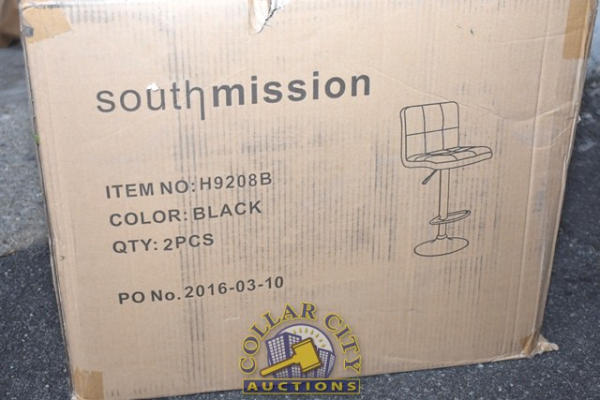 southmission
ITEM NO: H9208B
COLOR: BLACK
QTY: 2PCS
PO No. 2016-03-10
COLLAR CITY
AUCTIONS